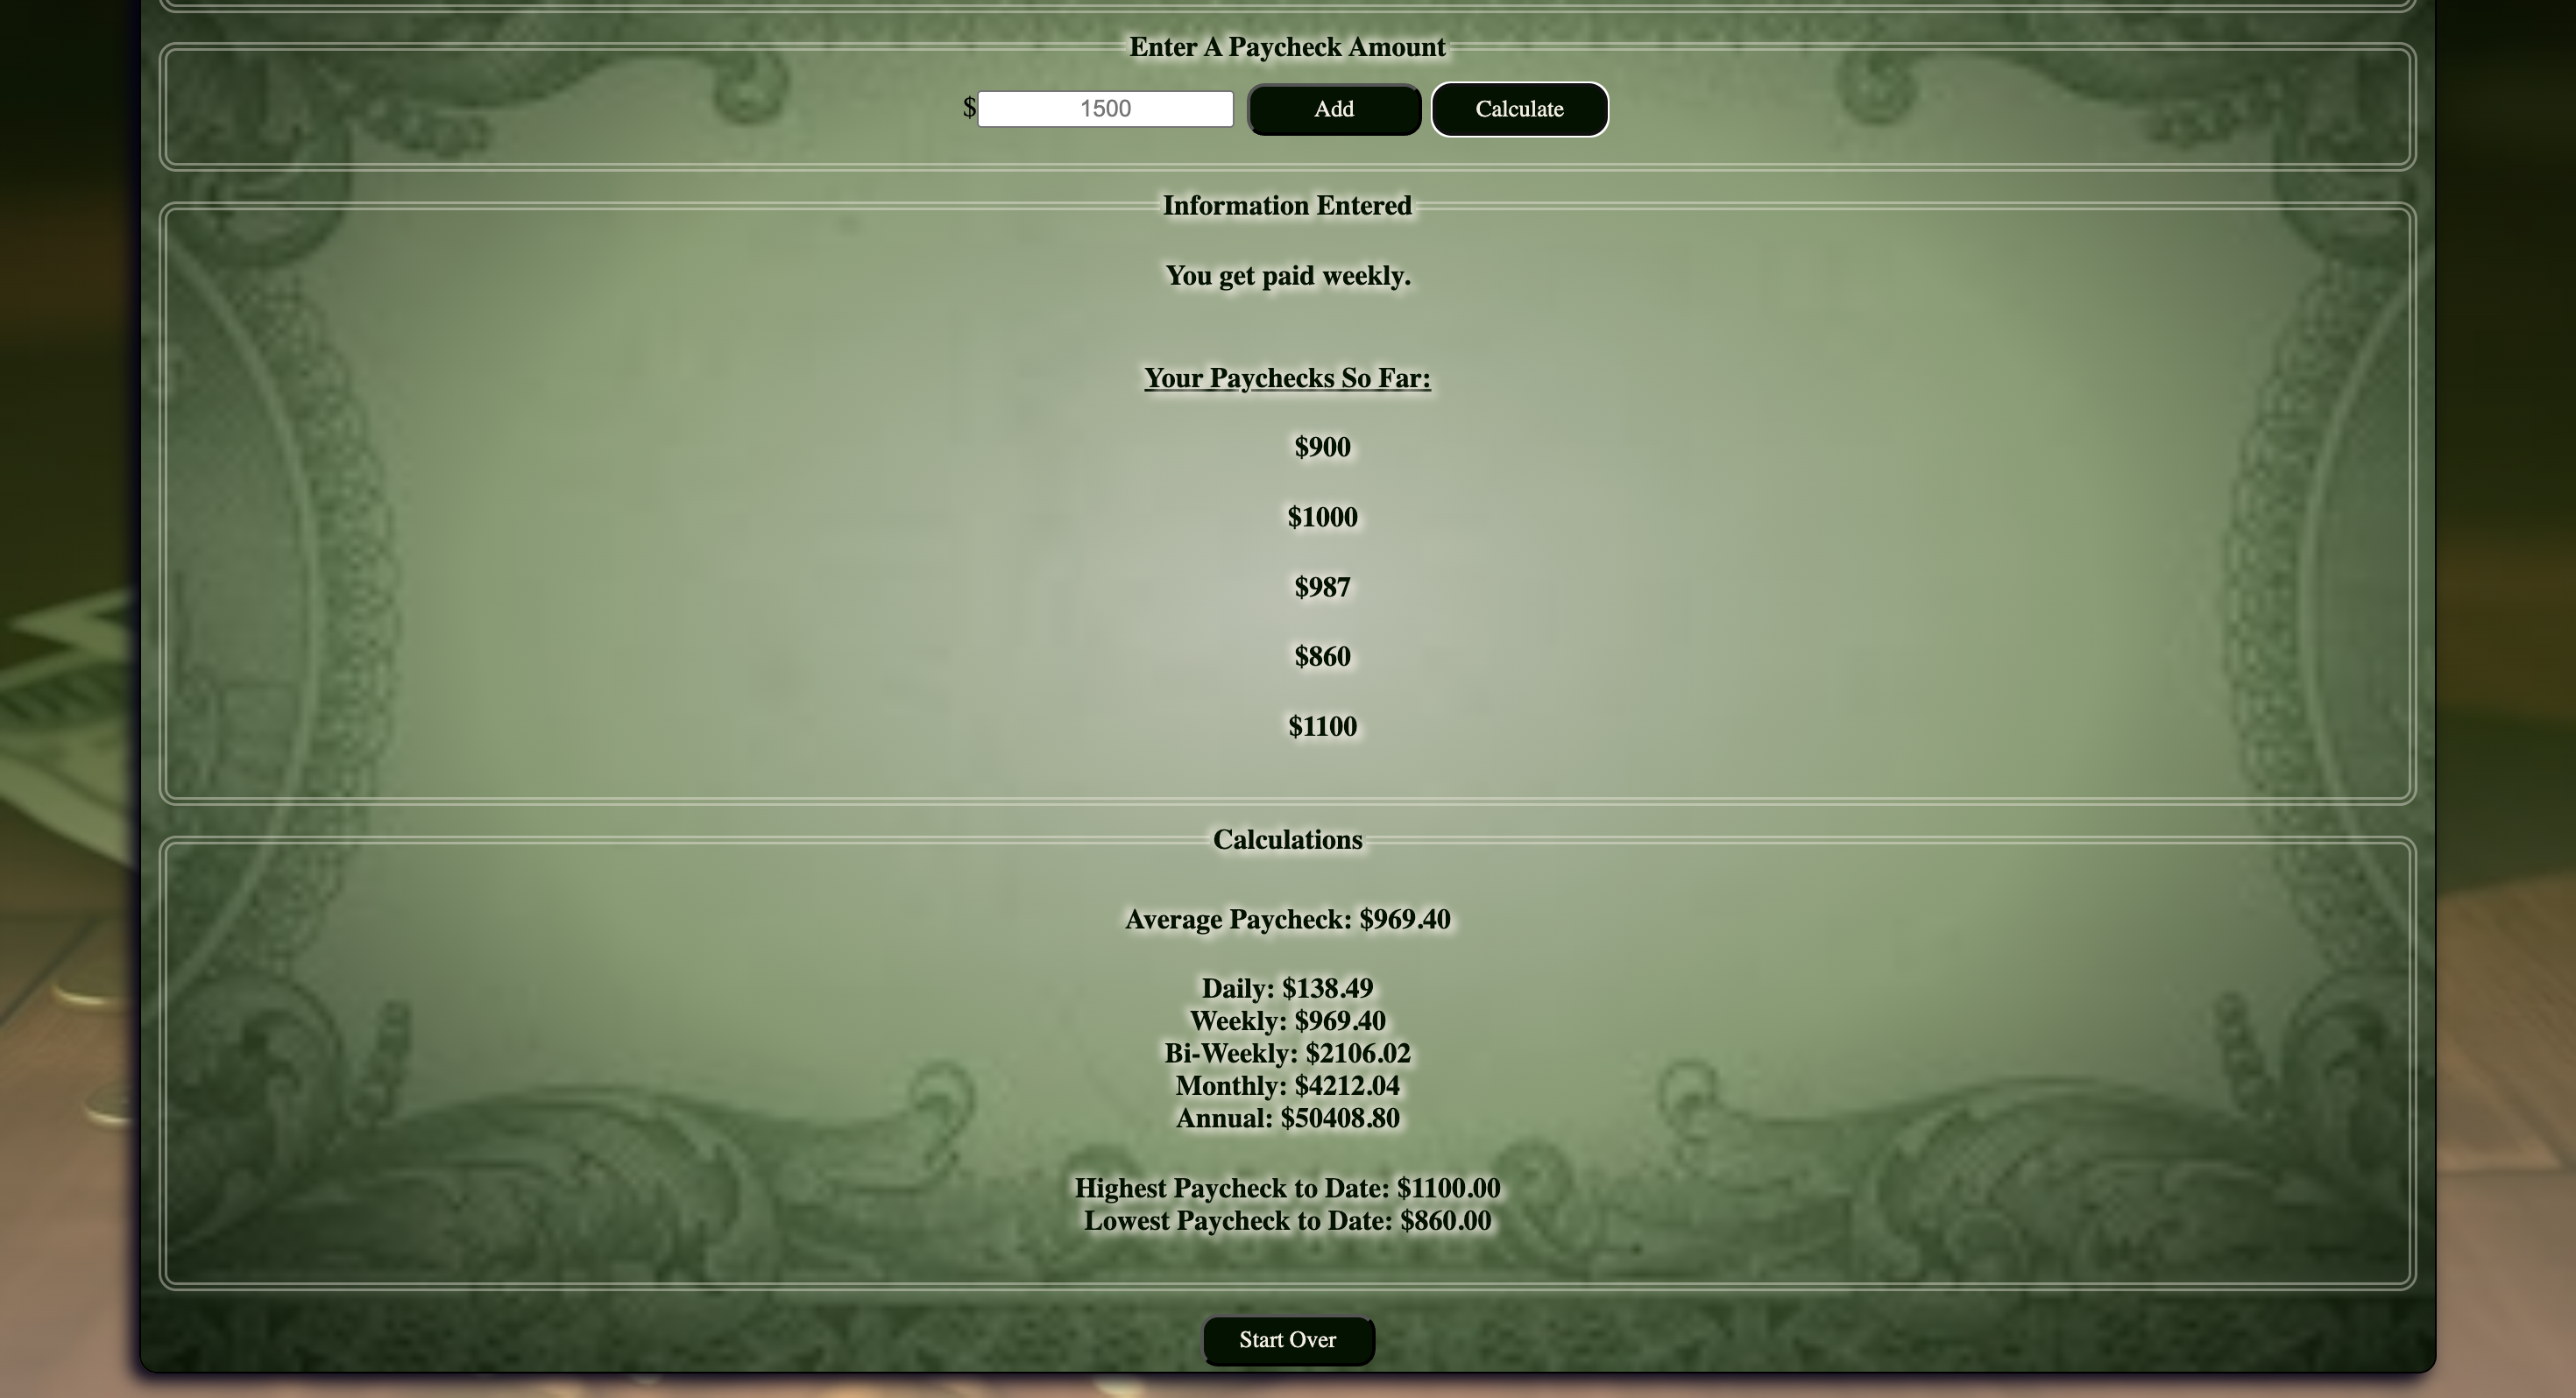 Enter A Paycheck Amount
$ 1500 Add Calculate
Information Entered
You get paid weekly.
Your Paychecks So Far:
$900
$1000
$987
$860
$1100
Calculations
Average Paycheck: $969.40
Daily: $138.49
Weekly: $969.40
Bi-Weekly: $2106.02
Monthly: $4212.04
Annual: $50408.80
Highest Paycheck to Date: $1100.00
Lowest Paycheck to Date: $860.00
Start Over